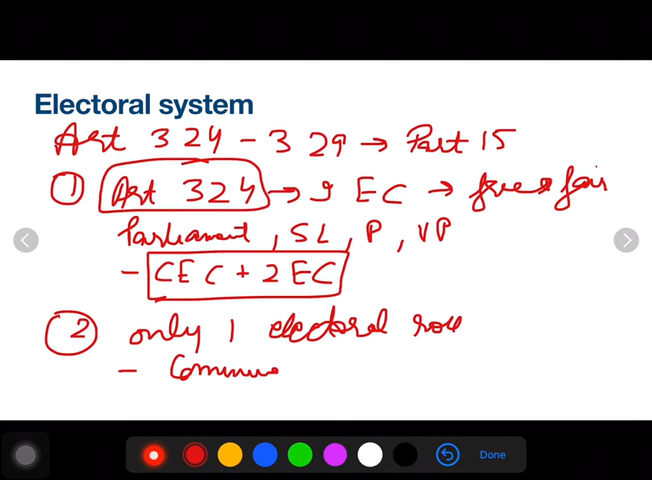 Electoral system
Art 324 - 329 → Part 15
① Art 324 → I EC → free & fair
Parliament, SL, P, VP
- CEC + 2 EC
② only 1 electoral roll
- Commun
Done